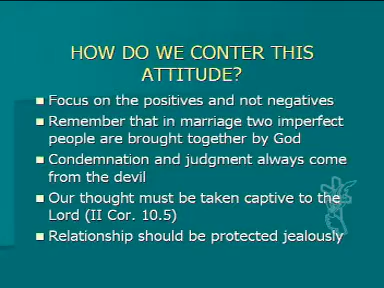 HOW DO WE CONTER THIS
ATTITUDE?
Focus on the positives and not negatives
Remember that in marriage two imperfect
people are brought together by God
Condemnation and judgment always come
from the devil
Our thought must be taken captive to the
Lord (II Cor. 10.5)
Relationship should be protected jealously